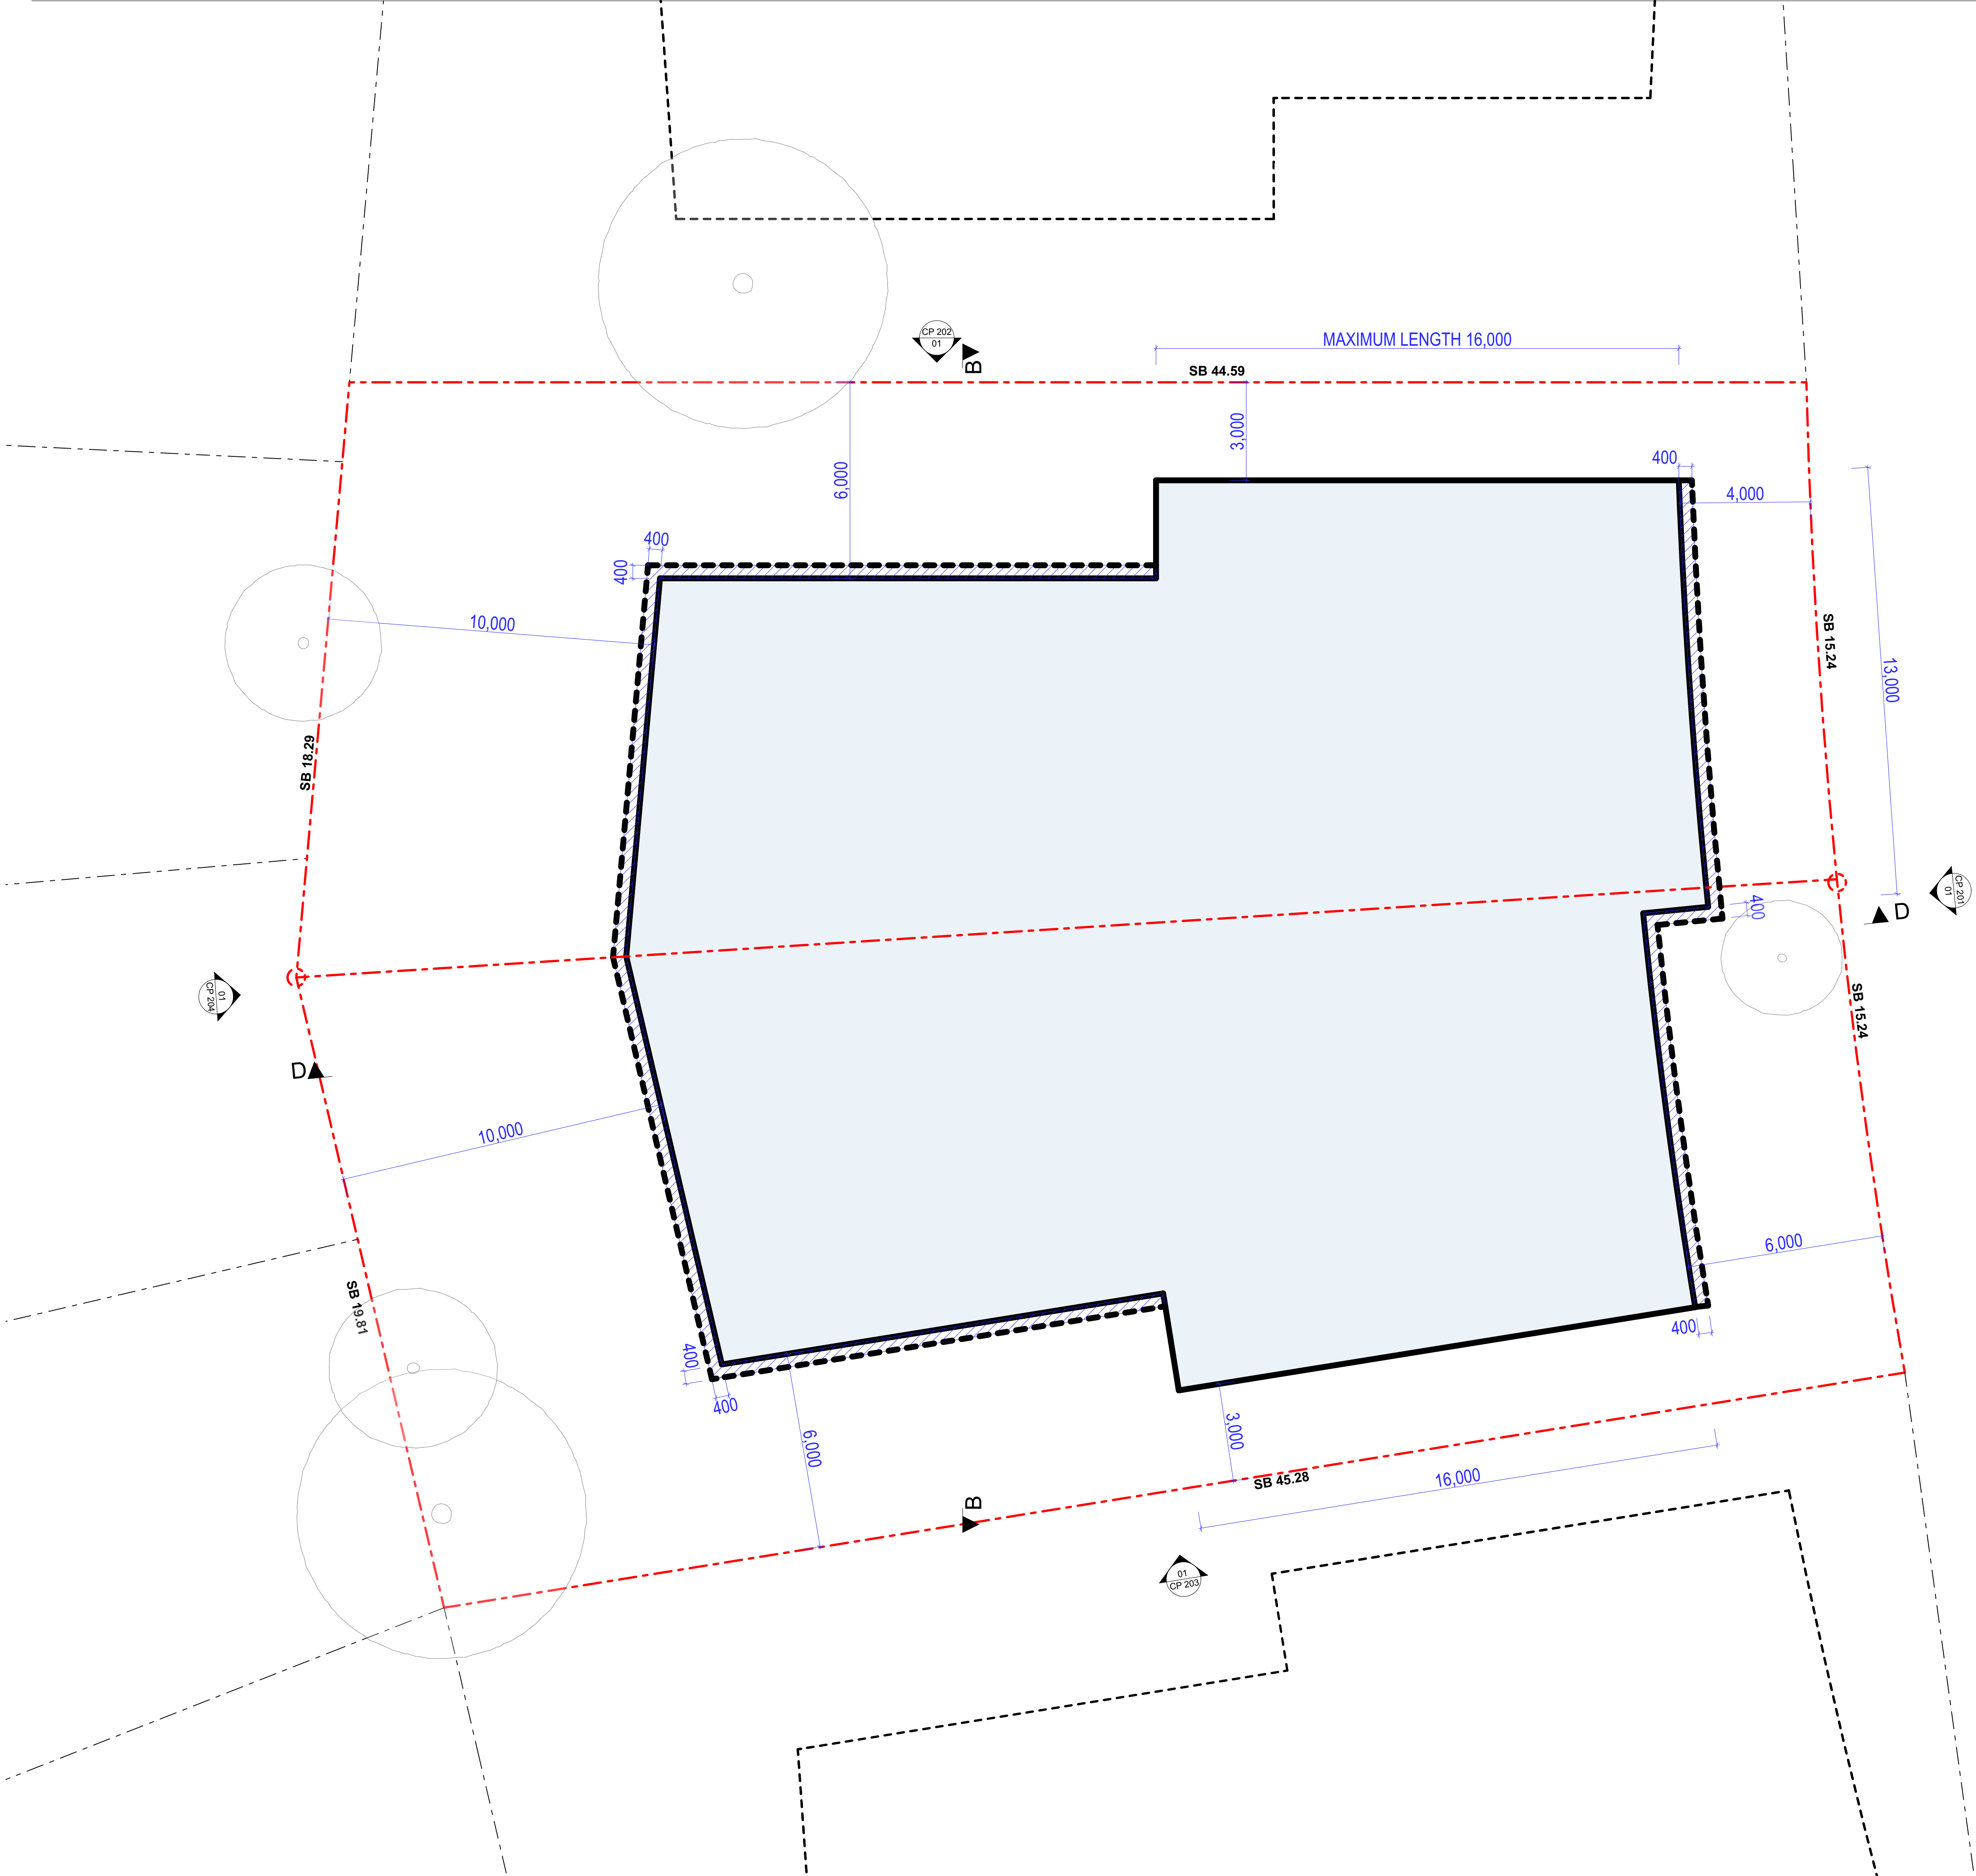 CP 202
01
B
MAXIMUM LENGTH 16,000
SB 44.59
3,000
6,000
400
4,000
400
400
10,000
SB 15.24
13,000
SB 18.29
CP 201
01
400
D
01
CP 204
SB 15.24
D
10,000
6,000
SB 19.81
400
400
400
6,000
3,000
SB 45.28
16,000
B
01
CP 203